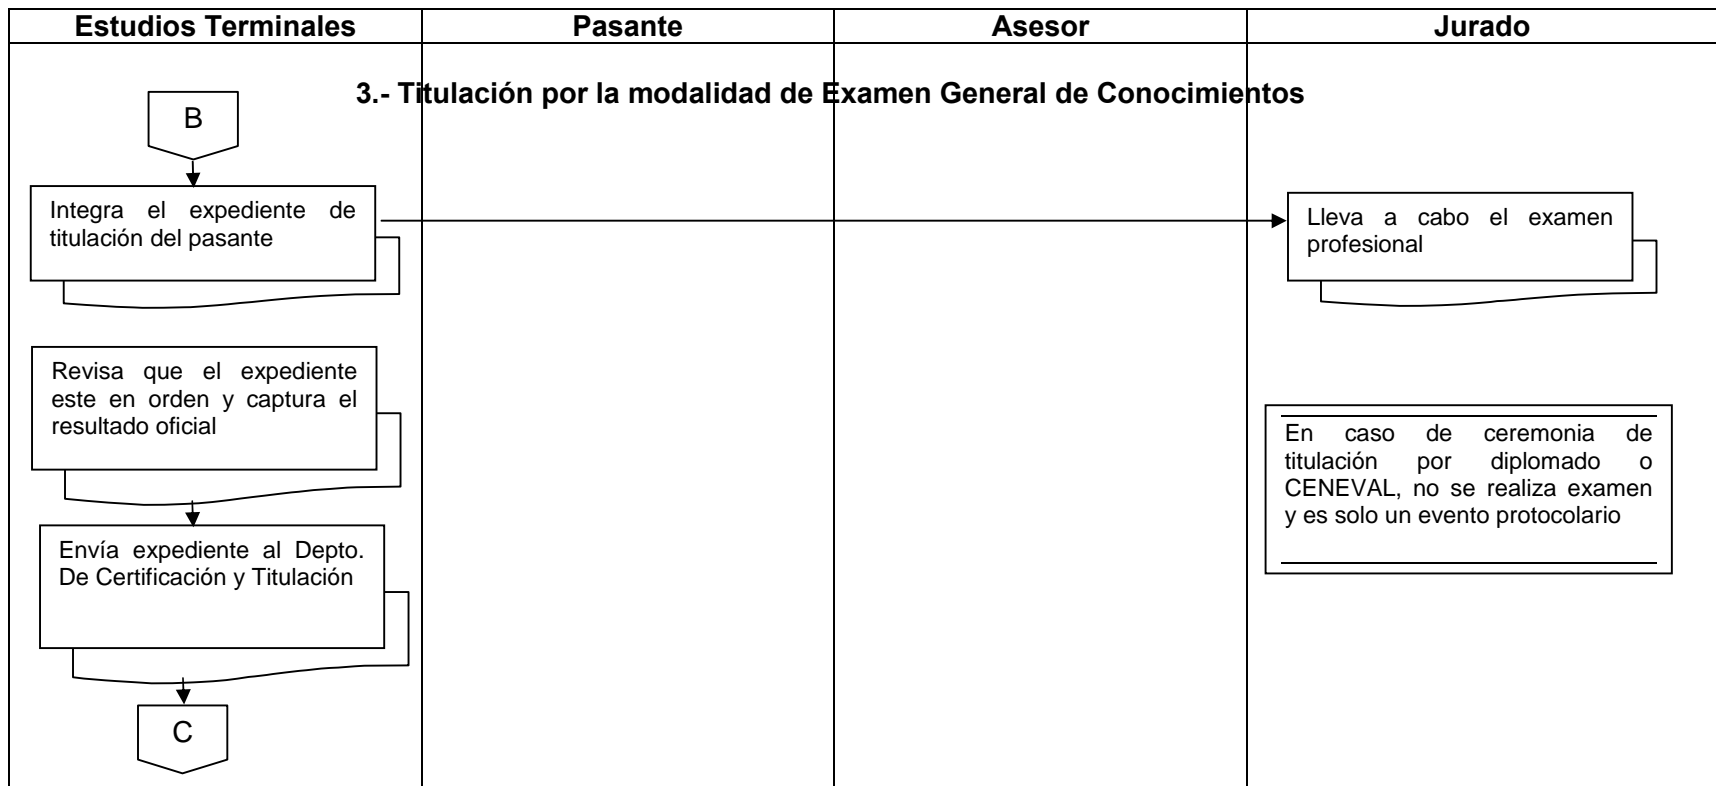 Estudios Terminales
Pasante
Asesor
Jurado
3.- Titulación por la modalidad de Examen General de Conocimientos
B
Integra el expediente de
titulación del pasante
Lleva a cabo el examen
profesional
Revisa que el expediente
este en orden y captura el
resultado oficial
En caso de ceremonia de
titulación por diplomado o
CENEVAL, no se realiza examen
y es solo un evento protocolario
Envía expediente al Depto.
De Certificación y Titulación
C